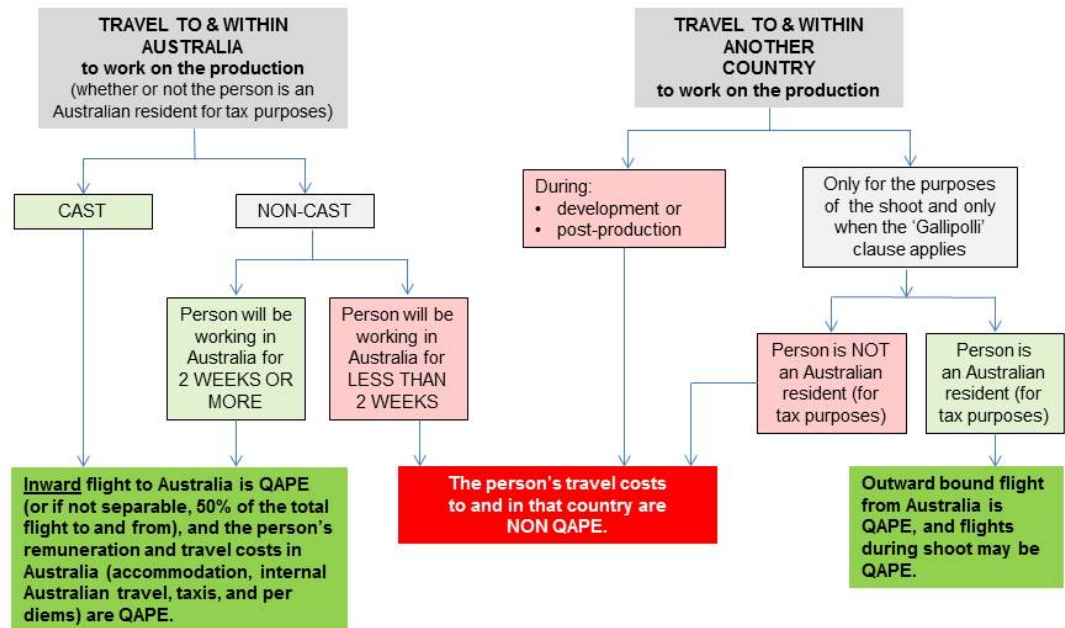 TRAVEL TO & WITHIN
AUSTRALIA
to work on the production
(whether or not the person is an
Australian resident for tax purposes)
TRAVEL TO & WITHIN
ANOTHER
COUNTRY
to work on the production
CAST
NON-CAST
During:
• development or
• post-production
Only for the purposes
of the shoot and only
when the ‘Gallipolli’
clause applies
Person will be
working in
Australia for
2 WEEKS OR
MORE
Person will be
working in
Australia for
LESS THAN
2 WEEKS
Person is NOT
an Australian
resident (for
tax purposes)
Person is
an Australian
resident (for
tax purposes)
Inward flight to Australia is QAPE
(or if not separable, 50% of the total
flight to and from), and the person’s
remuneration and travel costs in
Australia (accommodation, internal
Australian travel, taxis, and per
diems) are QAPE.
The person’s travel costs
to and in that country are
NON QAPE.
Outward bound flight
from Australia is
QAPE, and flights
during shoot may be
QAPE.